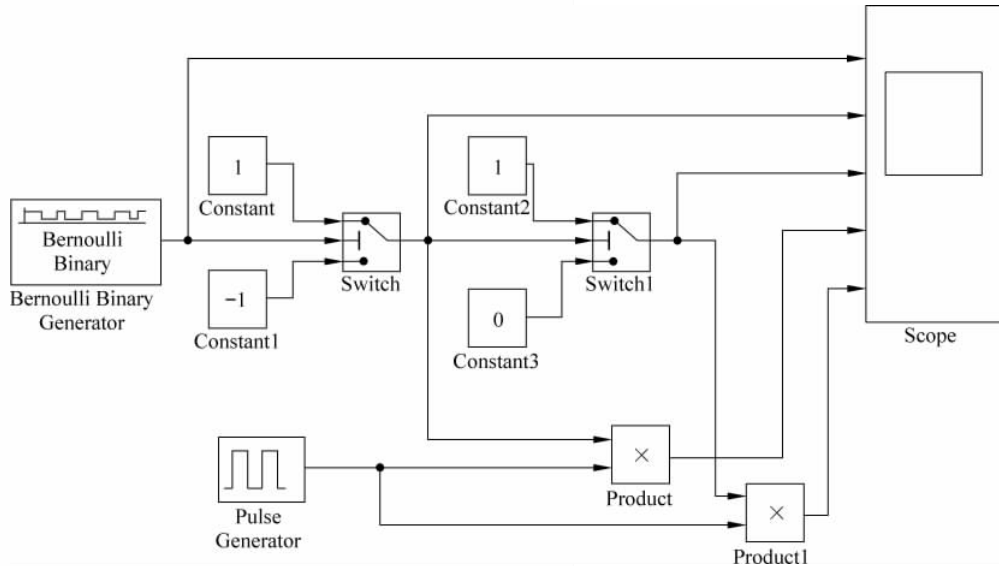 1
Constant
1
Constant2
Bernoulli
Binary
Bernoulli Binary
Generator
Switch
Switch1
−1
Constant1
0
Constant3
Scope
×
Product
Pulse
Generator
×
Product1